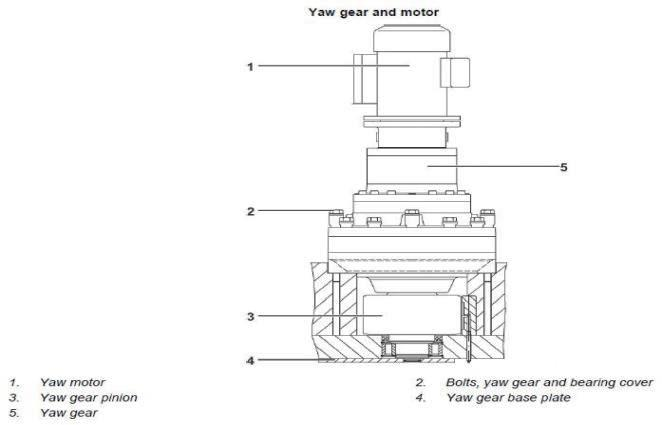 Yaw gear and motor
1
5
2
3
4
1. Yaw motor
2. Bolts, yaw gear and bearing cover
3. Yaw gear pinion
4. Yaw gear base plate
5. Yaw gear